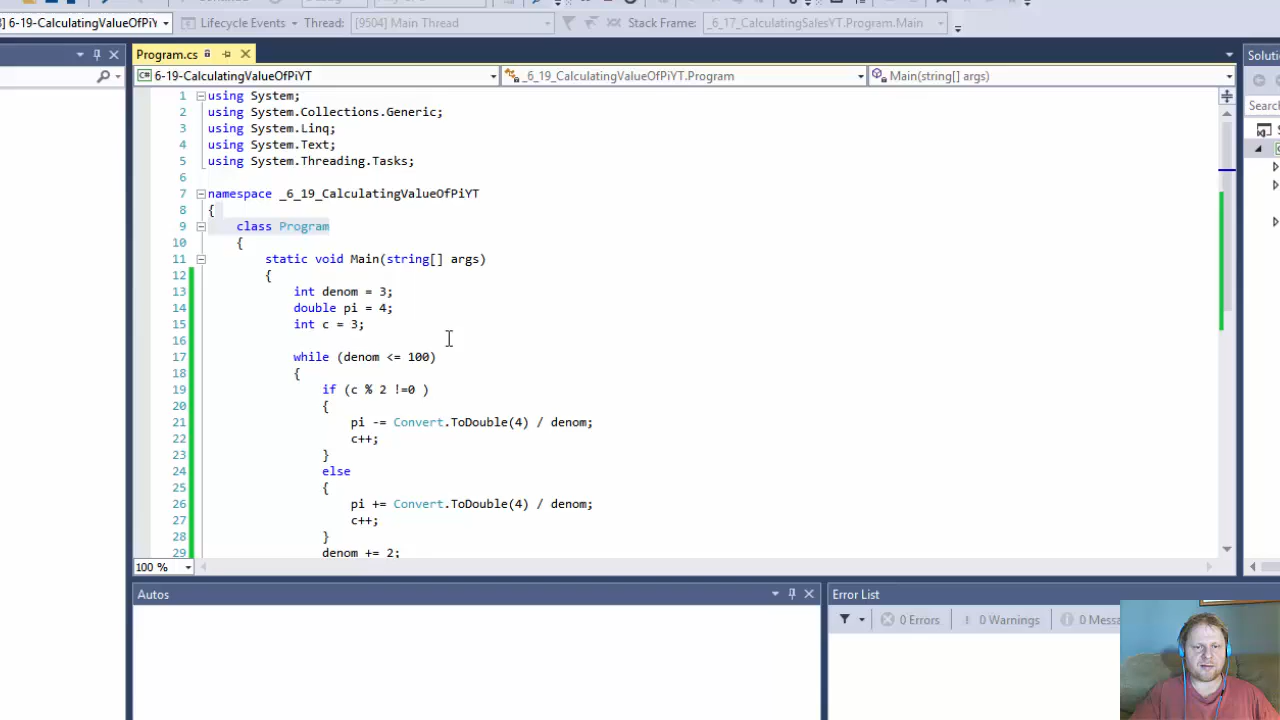 6-19-CalculatingValueOfPiY Lifecycle Events Thread: [9504] Main Thread Stack Frame: _6_17_CalculatingSalesYT.Program.Main
Program.cs
Soluti
6-19-CalculatingValueOfPiYT _6_19_CalculatingValueOfPiYT.Program Main(string[] args)
Searc
1 using System;
2 using System.Collections.Generic;
3 using System.Linq;
4 using System.Text;
5 using System.Threading.Tasks;
6
7 namespace _6_19_CalculatingValueOfPiYT
8 {
9 class Program
10 {
11 static void Main(string[] args)
12 {
13 int denom = 3;
14 double pi = 4;
15 int c = 3;
16
17 while (denom <= 100)
18 {
19 if (c % 2 !=0 )
20 {
21 pi -= Convert.ToDouble(4) / denom;
22 c++;
23 }
24 else
25 {
26 pi += Convert.ToDouble(4) / denom;
27 c++;
28 }
29 denom += 2;
100 %
Autos
Error List
0 Errors 0 Warnings 0 Messa